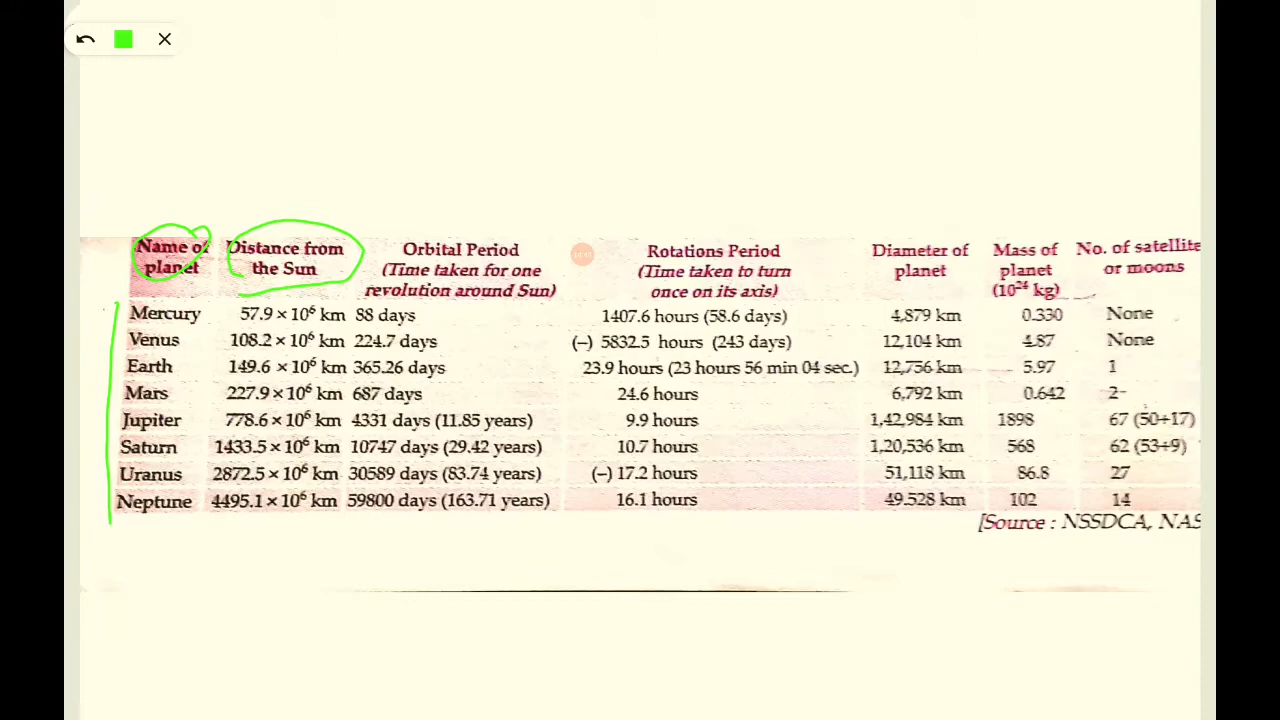 Name of planet Distance from the Sun Orbital Period (Time taken for one revolution around Sun) Rotations Period (Time taken to turn once on its axis) Diameter of planet Mass of planet (10²⁴ kg) No. of satellite or moons
Mercury 57.9 × 10⁶ km 88 days 1407.6 hours (58.6 days) 4,879 km 0.330 None
Venus 108.2 × 10⁶ km 224.7 days (–) 5832.5 hours (243 days) 12,104 km 4.87 None
Earth 149.6 × 10⁶ km 365.26 days 23.9 hours (23 hours 56 min 04 sec.) 12,756 km 5.97 1
Mars 227.9 × 10⁶ km 687 days 24.6 hours 6,792 km 0.642 2
Jupiter 778.6 × 10⁶ km 4331 days (11.85 years) 9.9 hours 1,42,984 km 1898 67 (50+17)
Saturn 1433.5 × 10⁶ km 10747 days (29.42 years) 10.7 hours 1,20,536 km 568 62 (53+9)
Uranus 2872.5 × 10⁶ km 30589 days (83.74 years) (–) 17.2 hours 51,118 km 86.8 27
Neptune 4495.1 × 10⁶ km 59800 days (163.71 years) 16.1 hours 49.528 km 102 14
[Source : NSSDCA, NAS